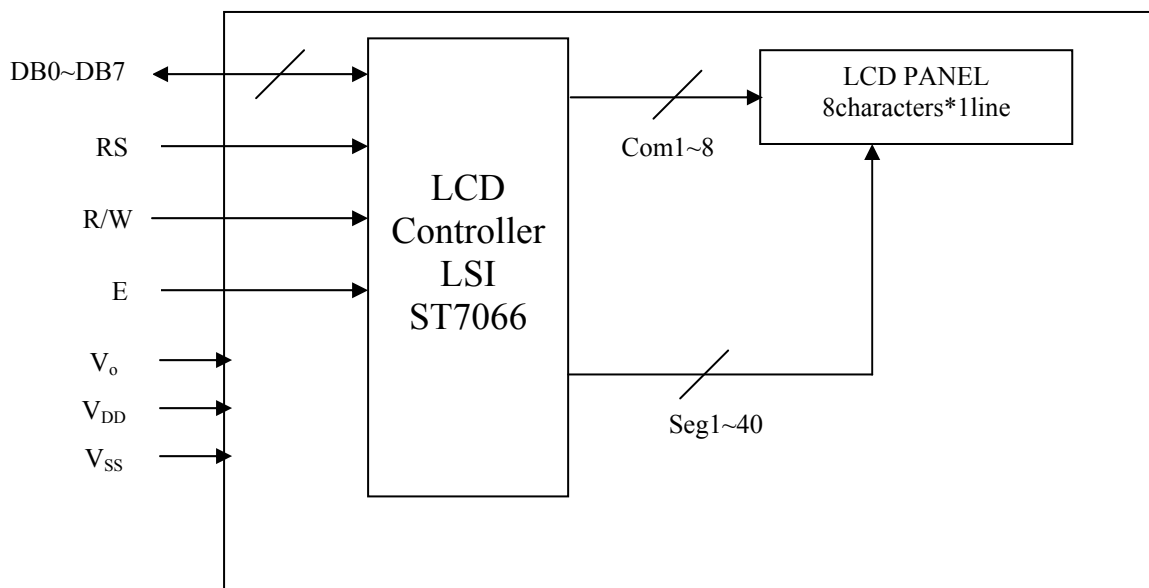 DB0~DB7
RS
R/W
E
Vo
VDD
VSS
LCD
Controller
LSI
ST7066
Com1~8
Seg1~40
LCD PANEL
8characters*1line